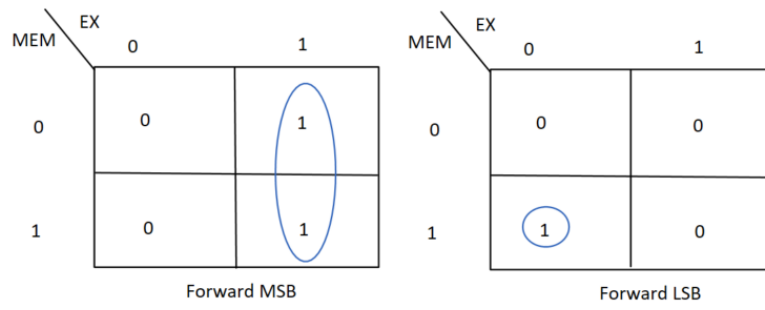 EX
MEM
0 1
0 0 1
1 0 1
Forward MSB
EX
MEM
0 1
0 0 0
1 1 0
Forward LSB